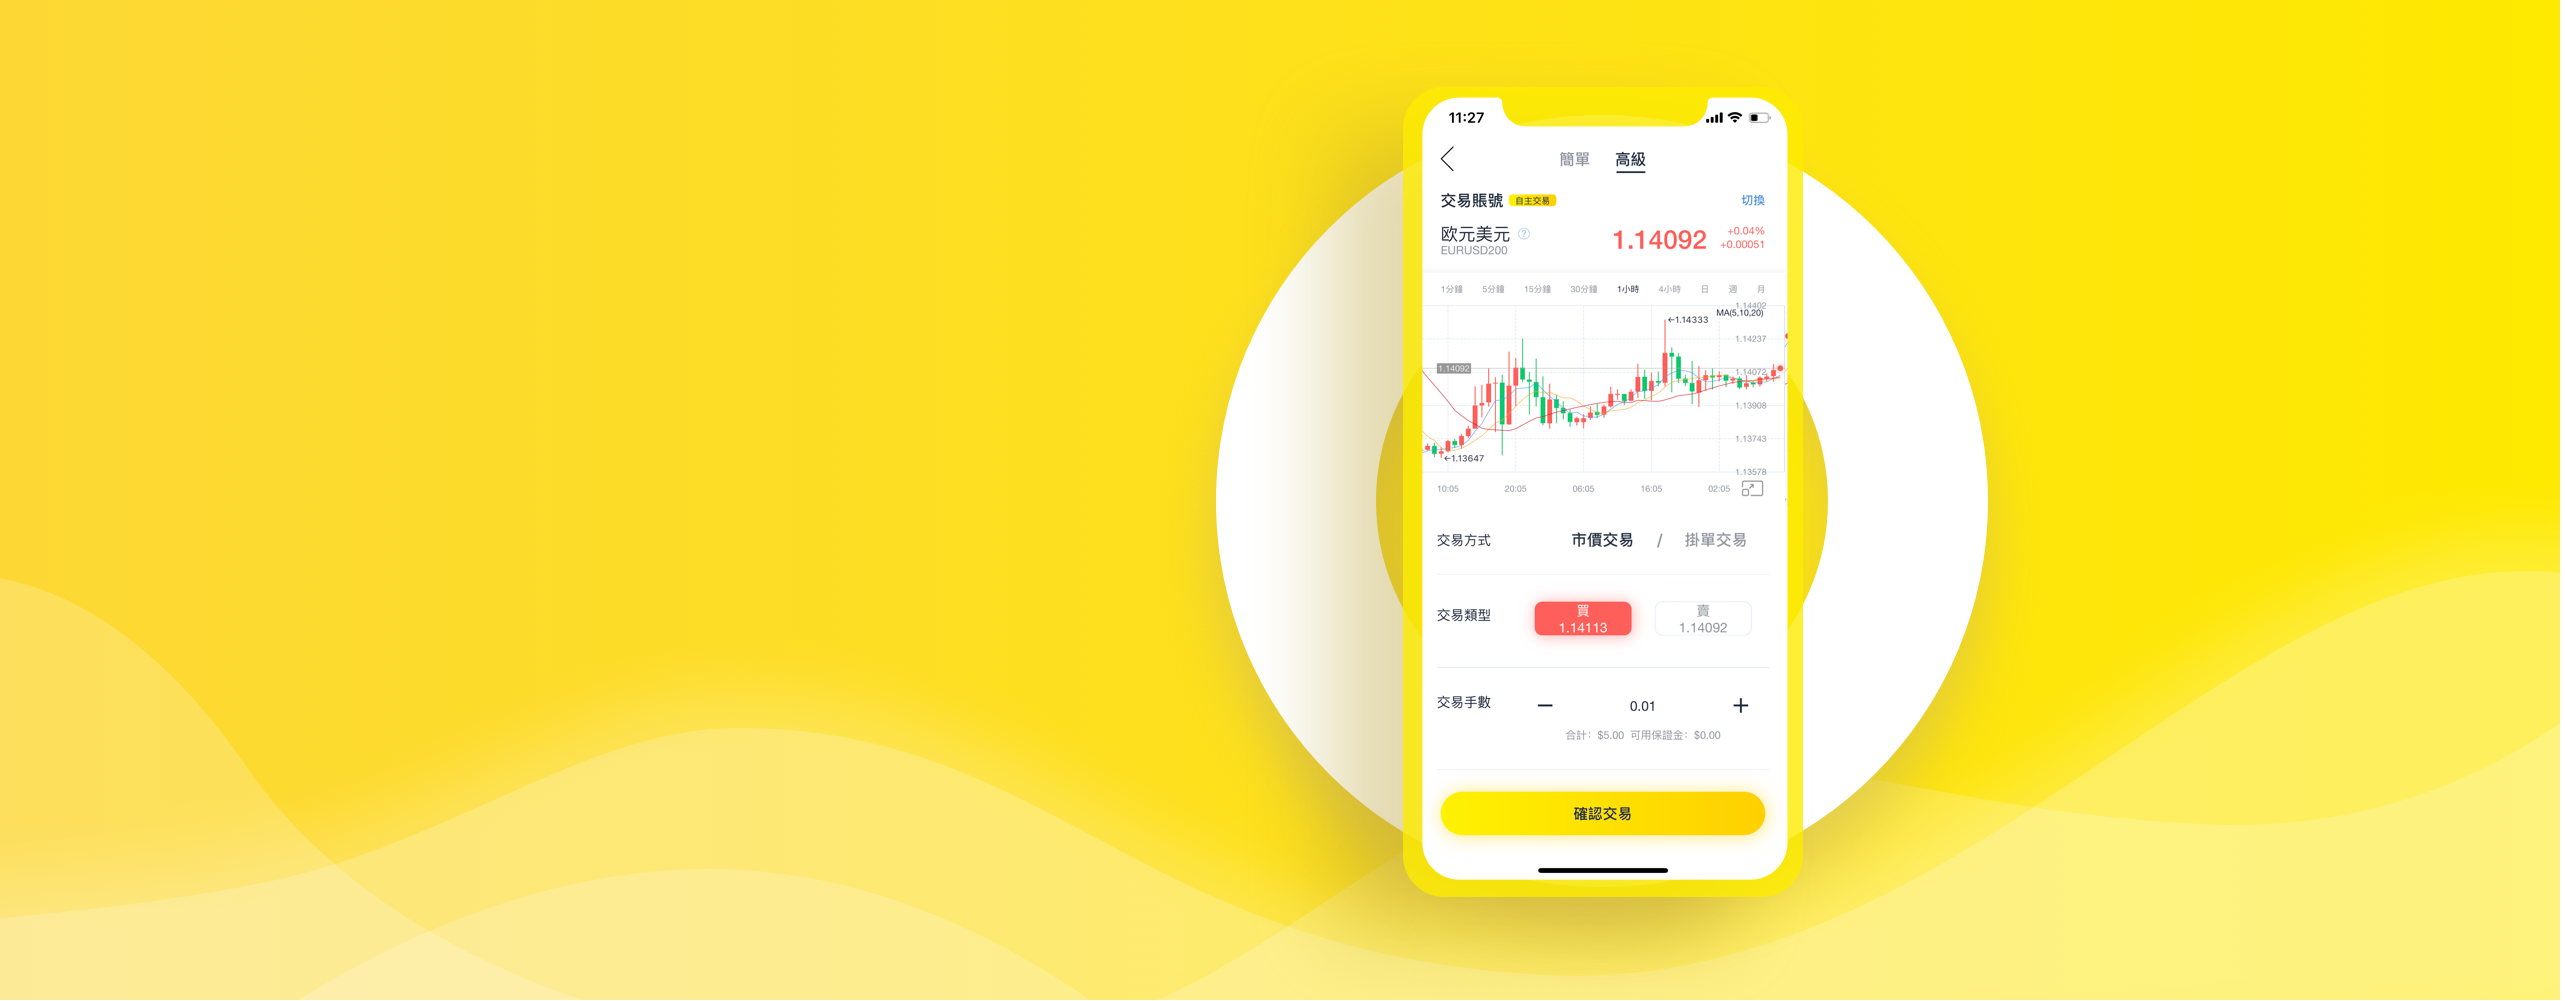 11:27
簡單 高級
交易賬號 自主交易 切換
欧元美元 ? 1.14092 +0.04%
EURUSD200 +0.00051
1分鐘 5分鐘 15分鐘 30分鐘 1小時 4小時 日 週 月
1.14402
MA(5,10,20)
←1.14333
1.14237
1.14092
1.14072
1.13908
1.13743
←1.13647
1.13578
10:05 20:05 06:05 16:05 02:05
交易方式 市價交易 / 掛單交易
交易類型 買 賣
1.14113 1.14092
交易手數 − 0.01 +
合計：$5.00 可用保證金：$0.00
確認交易